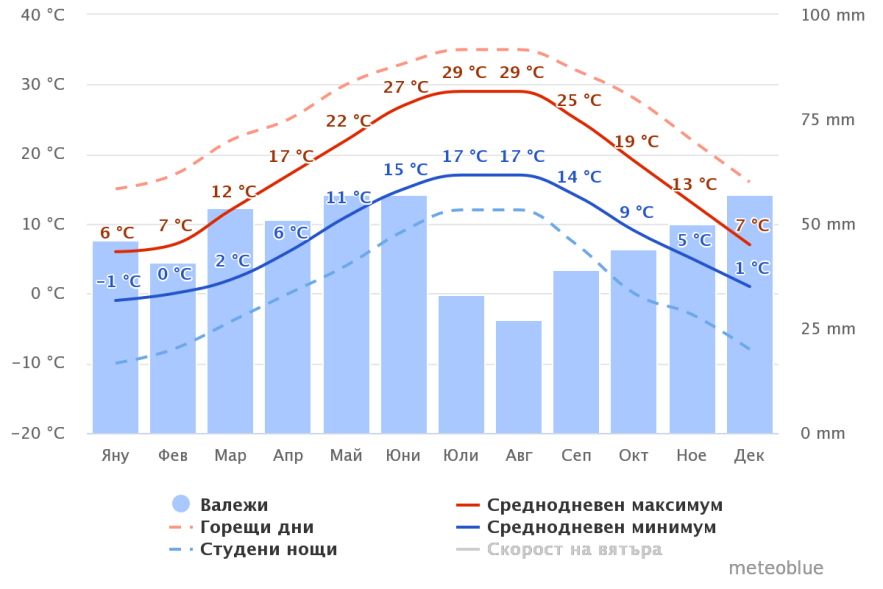 40 °C 100 mm
29 °C 29 °C
30 °C 27 °C 25 °C
22 °C 75 mm
20 °C 17 °C 15 °C 17 °C 17 °C 14 °C 19 °C
12 °C 11 °C 13 °C
10 °C 6 °C 7 °C 6 °C 9 °C 5 °C 7 °C 50 mm
0 °C -1 °C 0 °C 2 °C 1 °C
-10 °C 25 mm
-20 °C 0 mm
Яну Фев Мар Апр Май Юни Юли Авг Сеп Окт Ное Дек
Валежи Среднодневен максимум
Горещи дни Среднодневен минимум
Студени нощи Скорост на вятъра
meteoblue